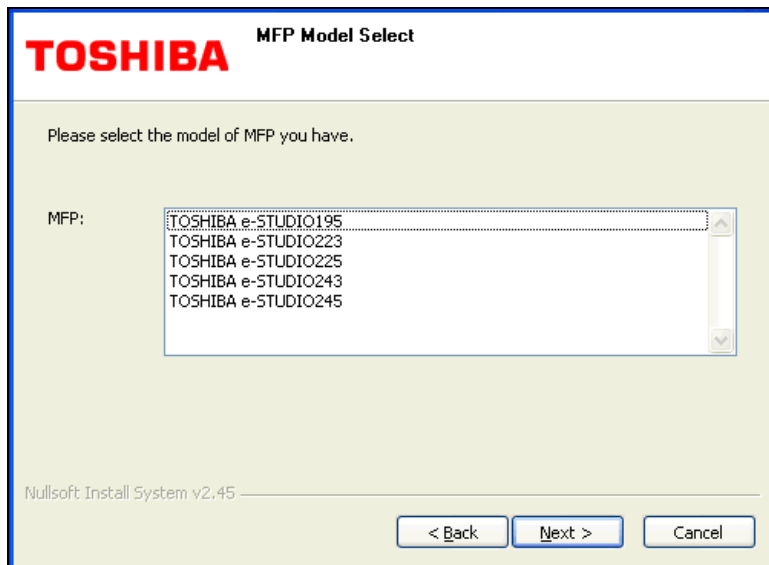 TOSHIBA
MFP Model Select
Please select the model of MFP you have.
MFP:
TOSHIBA e-STUDIO195
TOSHIBA e-STUDIO223
TOSHIBA e-STUDIO225
TOSHIBA e-STUDIO243
TOSHIBA e-STUDIO245
Nullsoft Install System v2.45
< Back
Next >
Cancel